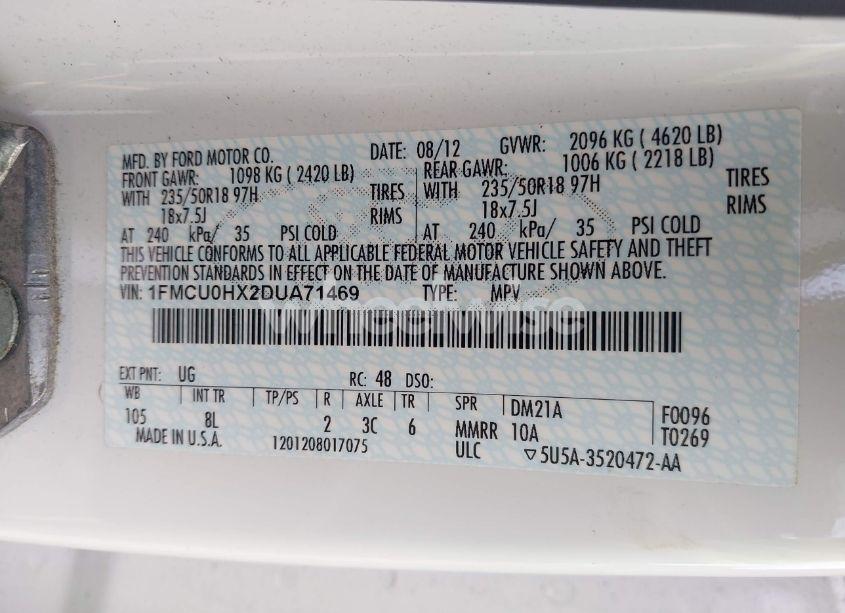 MFD. BY FORD MOTOR CO. DATE: 08/12 GVWR: 2096 KG ( 4620 LB)
FRONT GAWR: 1098 KG ( 2420 LB) REAR GAWR: 1006 KG ( 2218 LB)
WITH 235/50R18 97H TIRES WITH 235/50R18 97H TIRES
18x7.5J RIMS 18x7.5J RIMS
AT 240 kPa/ 35 PSI COLD AT 240 kPa/ 35 PSI COLD
THIS VEHICLE CONFORMS TO ALL APPLICABLE FEDERAL MOTOR VEHICLE SAFETY AND THEFT
PREVENTION STANDARDS IN EFFECT ON THE DATE OF MANUFACTURE SHOWN ABOVE.
VIN: 1FMCU0HX2DUA71469 TYPE: MPV
wheelwise
EXT PNT: UG RC: 48 DSO:
WB INT TR TP/PS R AXLE TR SPR DM21A F0096
105 8L 2 3C 6 MMRR 10A T0269
MADE IN U.S.A. 1201208017075 ULC ▽5U5A-3520472-AA